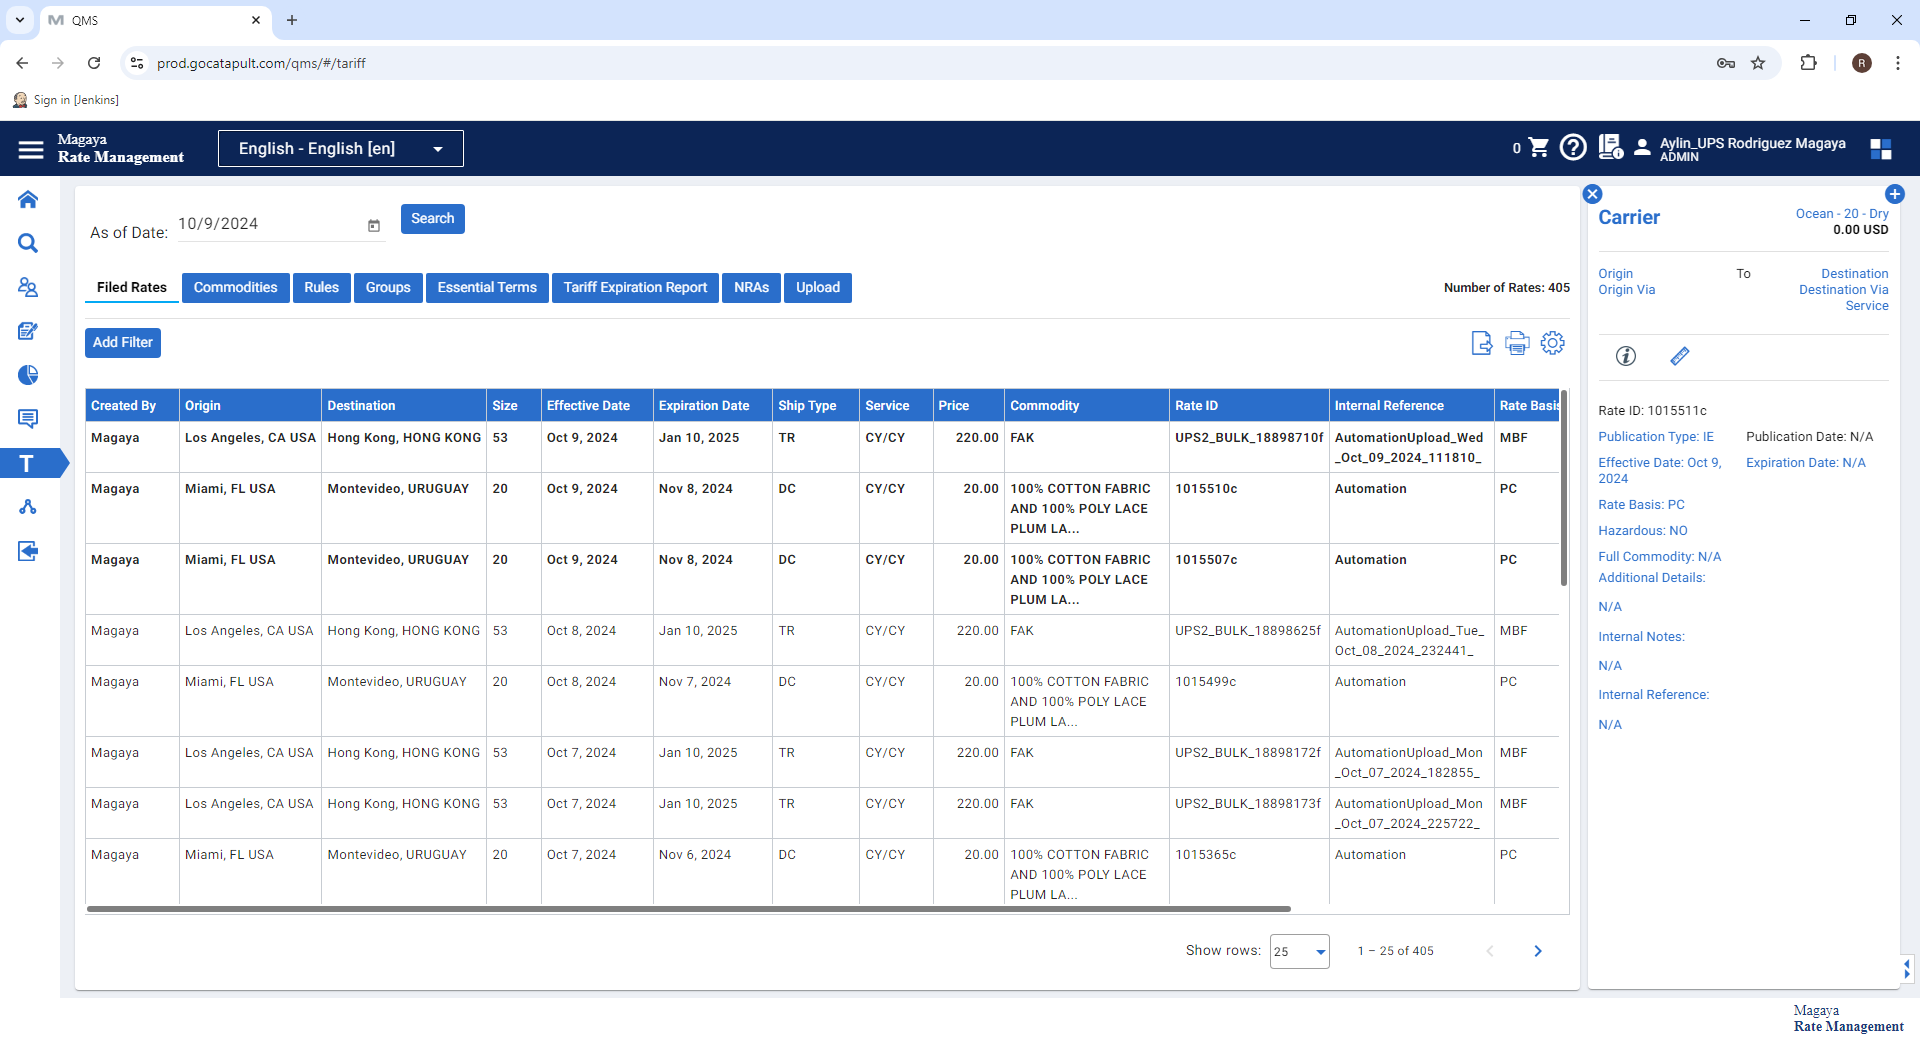 QMS
prod.gocatapult.com/qms/#/tariff
R
Sign in [Jenkins]
Magaya
Rate Management
English - English [en]
0
Aylin_UPS Rodriguez Magaya
ADMIN
As of Date:
10/9/2024
Search
Filed Rates
Commodities
Rules
Groups
Essential Terms
Tariff Expiration Report
NRAs
Upload
Number of Rates: 405
Add Filter
T
Created By Origin Destination Size Effective Date Expiration Date Ship Type Service Price Commodity Rate ID Internal Reference Rate Basis
Magaya Los Angeles, CA USA Hong Kong, HONG KONG 53 Oct 9, 2024 Jan 10, 2025 TR CY/CY 220.00 FAK UPS2_BULK_18898710f AutomationUpload_Wed MBF
_Oct_09_2024_111810_
Magaya Miami, FL USA Montevideo, URUGUAY 20 Oct 9, 2024 Nov 8, 2024 DC CY/CY 20.00 100% COTTON FABRIC 1015510c Automation PC
AND 100% POLY LACE
PLUM LA...
Magaya Miami, FL USA Montevideo, URUGUAY 20 Oct 9, 2024 Nov 8, 2024 DC CY/CY 20.00 100% COTTON FABRIC 1015507c Automation PC
AND 100% POLY LACE
PLUM LA...
Magaya Los Angeles, CA USA Hong Kong, HONG KONG 53 Oct 8, 2024 Jan 10, 2025 TR CY/CY 220.00 FAK UPS2_BULK_18898625f AutomationUpload_Tue_ MBF
Oct_08_2024_232441_
Magaya Miami, FL USA Montevideo, URUGUAY 20 Oct 8, 2024 Nov 7, 2024 DC CY/CY 20.00 100% COTTON FABRIC 1015499c Automation PC
AND 100% POLY LACE
PLUM LA...
Magaya Los Angeles, CA USA Hong Kong, HONG KONG 53 Oct 7, 2024 Jan 10, 2025 TR CY/CY 220.00 FAK UPS2_BULK_18898172f AutomationUpload_Mon MBF
_Oct_07_2024_182855_
Magaya Los Angeles, CA USA Hong Kong, HONG KONG 53 Oct 7, 2024 Jan 10, 2025 TR CY/CY 220.00 FAK UPS2_BULK_18898173f AutomationUpload_Mon MBF
_Oct_07_2024_225722_
Magaya Miami, FL USA Montevideo, URUGUAY 20 Oct 7, 2024 Nov 6, 2024 DC CY/CY 20.00 100% COTTON FABRIC 1015365c Automation PC
AND 100% POLY LACE
PLUM LA...
Show rows: 25 1 – 25 of 405
Carrier
Ocean - 20 - Dry
0.00 USD
Origin To Destination
Origin Via Destination Via
Service
Rate ID: 1015511c
Publication Type: IE Publication Date: N/A
Effective Date: Oct 9, Expiration Date: N/A
2024
Rate Basis: PC
Hazardous: NO
Full Commodity: N/A
Additional Details:
N/A
Internal Notes:
N/A
Internal Reference:
N/A
Magaya
Rate Management